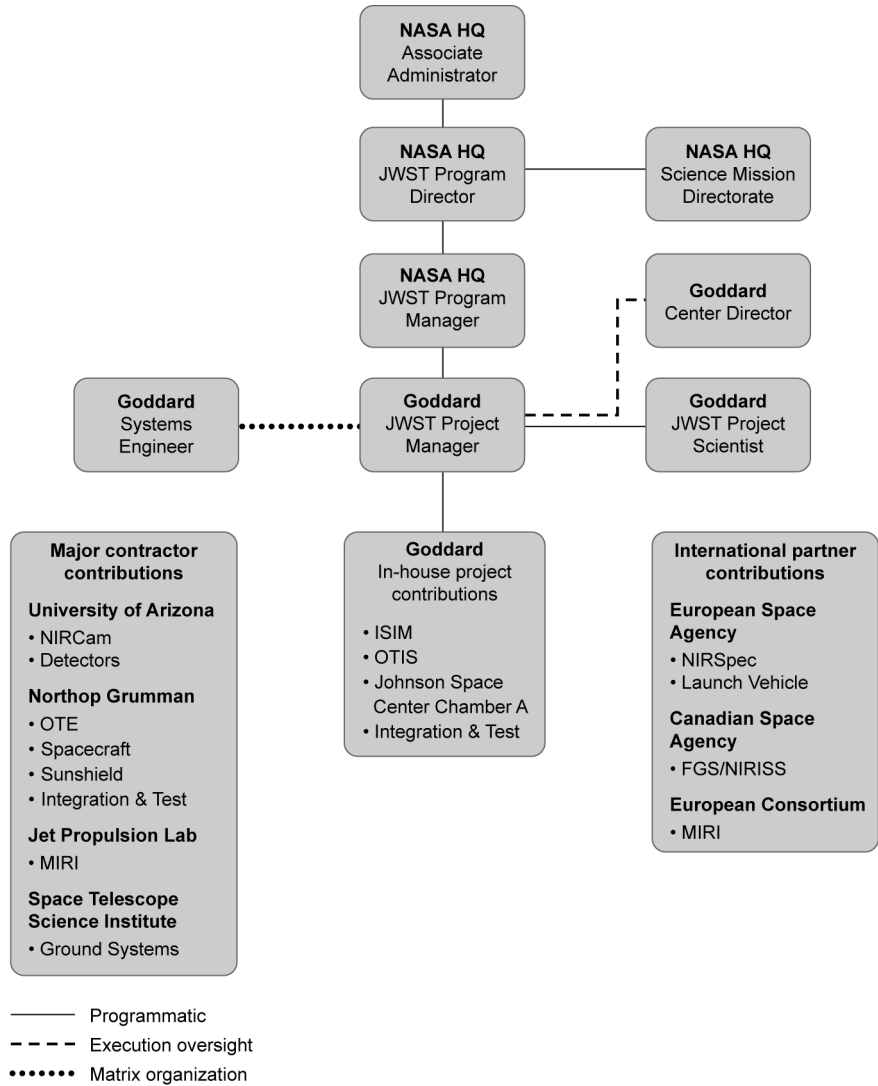 NASA HQ
Associate
Administrator
NASA HQ
JWST Program
Director
NASA HQ
Science Mission
Directorate
NASA HQ
JWST Program
Manager
Goddard
Center Director
Goddard
Systems
Engineer
Goddard
JWST Project
Manager
Goddard
JWST Project
Scientist
Major contractor
contributions
University of Arizona
• NIRCam
• Detectors
Northop Grumman
• OTE
• Spacecraft
• Sunshield
• Integration & Test
Jet Propulsion Lab
• MIRI
Space Telescope
Science Institute
• Ground Systems
Goddard
In-house project
contributions
• ISIM
• OTIS
• Johnson Space
Center Chamber A
• Integration & Test
International partner
contributions
European Space
Agency
• NIRSpec
• Launch Vehicle
Canadian Space
Agency
• FGS/NIRISS
European Consortium
• MIRI
Programmatic
Execution oversight
Matrix organization